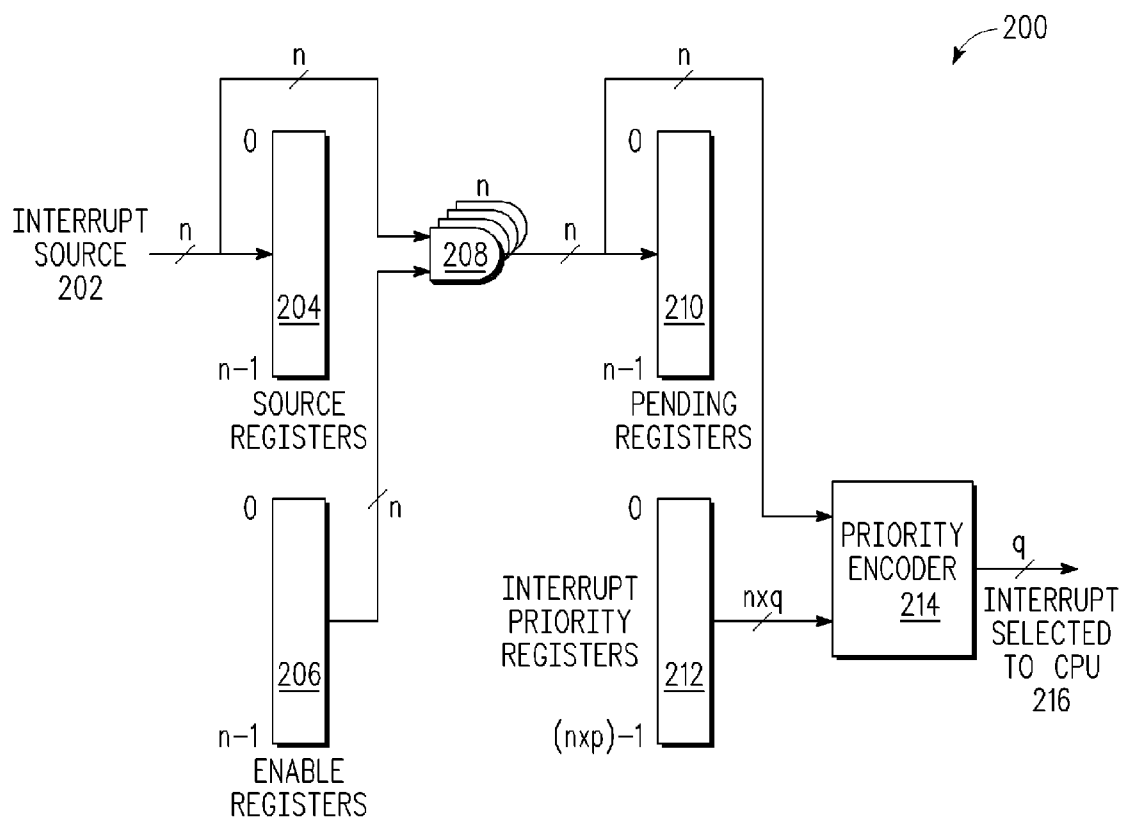 200
n
n
0
0
n
INTERRUPT
SOURCE
202
n
208
n
204
210
n-1
n-1
SOURCE
REGISTERS
PENDING
REGISTERS
0
n
0
PRIORITY
ENCODER
214
q
INTERRUPT
PRIORITY
REGISTERS
nxq
INTERRUPT
SELECTED
TO CPU
216
206
212
n-1
(nxp)-1
ENABLE
REGISTERS